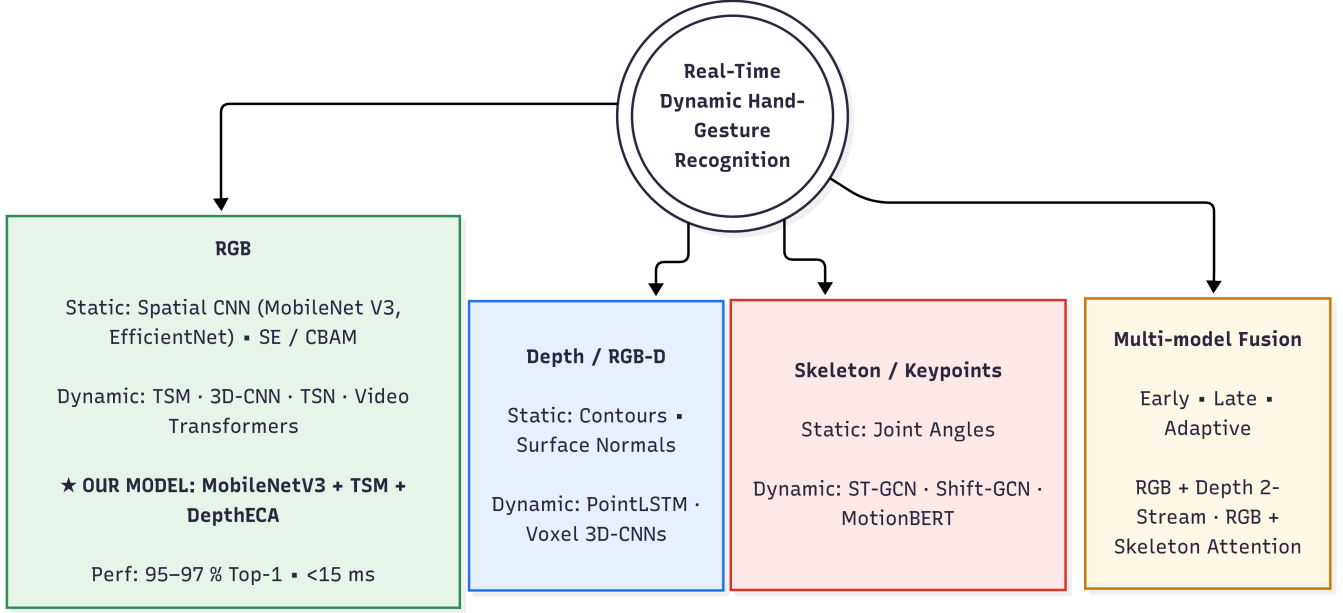 Real-Time
Dynamic Hand-
Gesture
Recognition
RGB
Static: Spatial CNN (MobileNet V3,
EfficientNet) ▪ SE / CBAM
Dynamic: TSM · 3D-CNN · TSN · Video
Transformers
★ OUR MODEL: MobileNetV3 + TSM +
DepthECA
Perf: 95–97 % Top-1 ▪ <15 ms
Depth / RGB-D
Static: Contours ▪
Surface Normals
Dynamic: PointLSTM ·
Voxel 3D-CNNs
Skeleton / Keypoints
Static: Joint Angles
Dynamic: ST-GCN · Shift-GCN ·
MotionBERT
Multi-model Fusion
Early ▪ Late ▪
Adaptive
RGB + Depth 2-
Stream · RGB +
Skeleton Attention